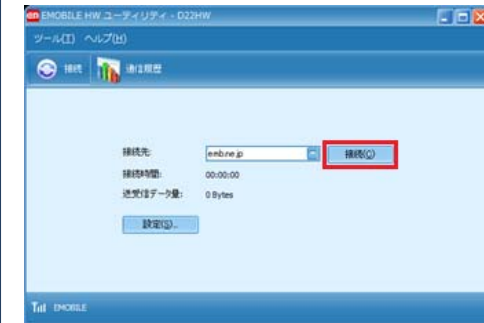 en EMOBILE HW ユーティリティ - D22HW
ツール(T) ヘルプ(H)
接続 通信履歴
接続先: emb.ne.jp 接続(C)
接続時間: 00:00:00
送受信データ量: 0 Bytes
設定(S)...
EMOBILE